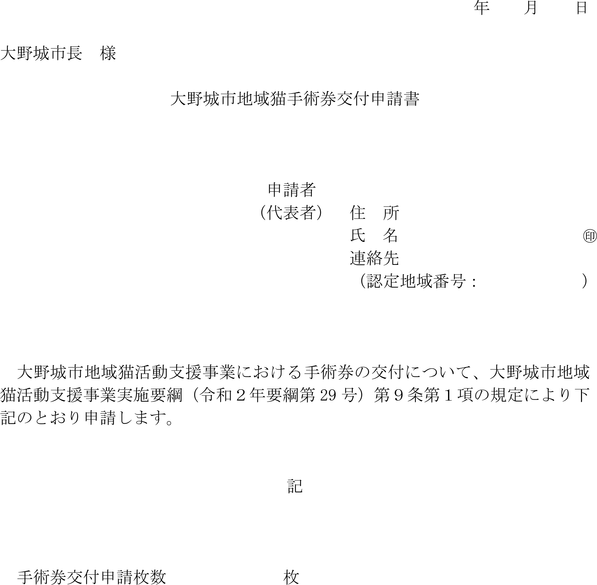 年　　月　　日
大野城市長　様
大野城市地域猫手術券交付申請書
申請者
（代表者）　住　所
氏　名　　　　　　　　　　　㊞
連絡先
（認定地域番号：　　　　　　）
大野城市地域猫活動支援事業における手術券の交付について、大野城市地域
猫活動支援事業実施要綱（令和２年要綱第 29 号）第９条第１項の規定により下
記のとおり申請します。
記
手術券交付申請枚数　　　　　　　枚